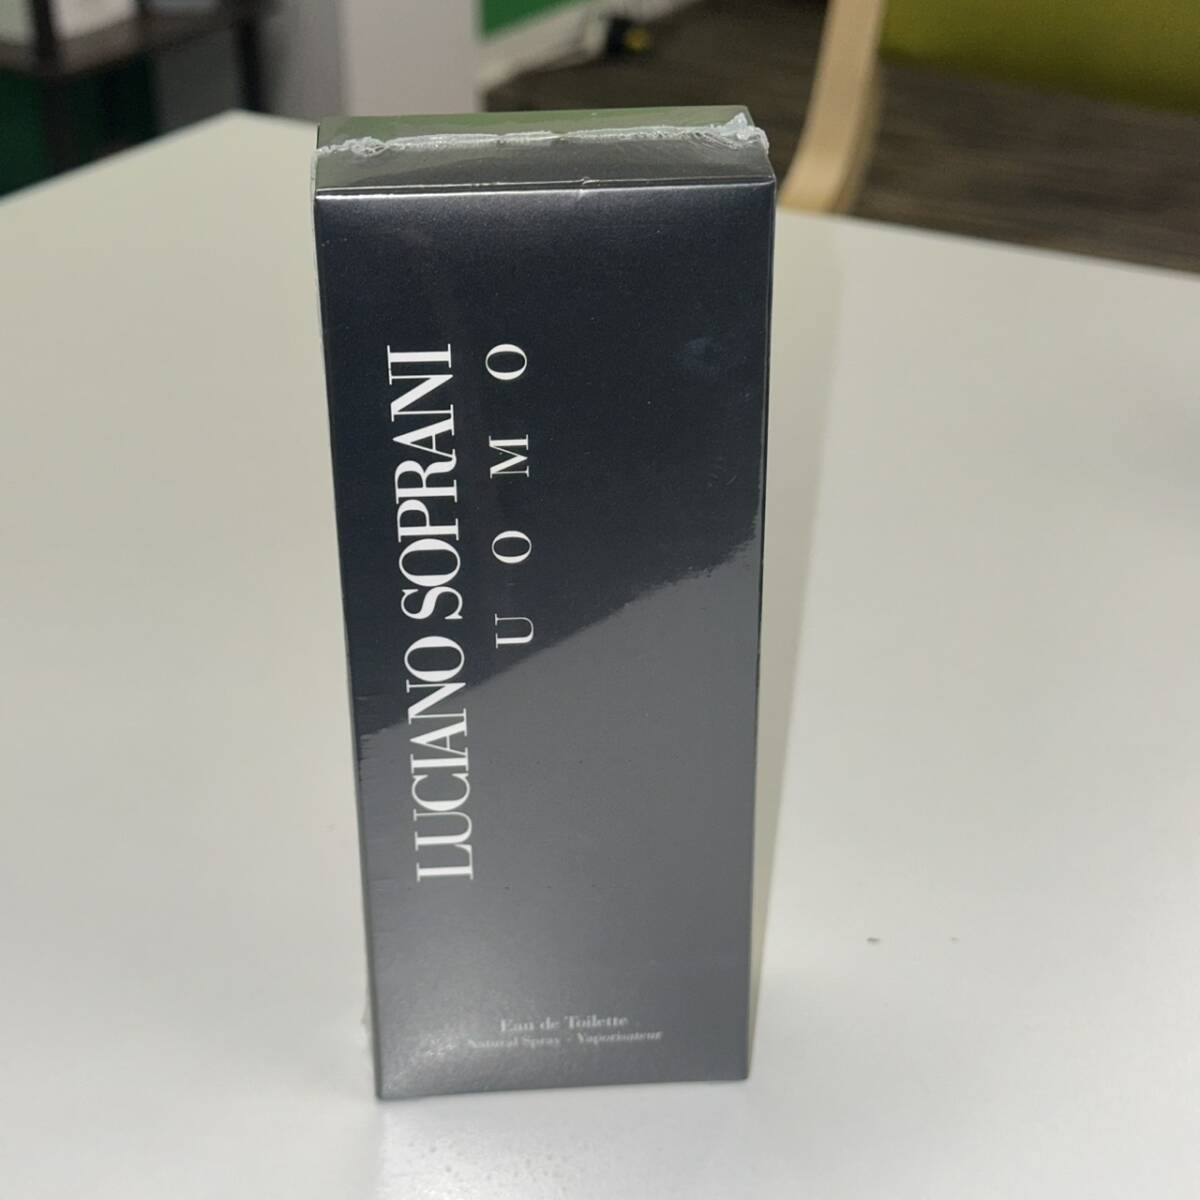 LUCIANO SOPRANI
UOMO
Eau de Toilette
Natural Spray - Vaporisateur